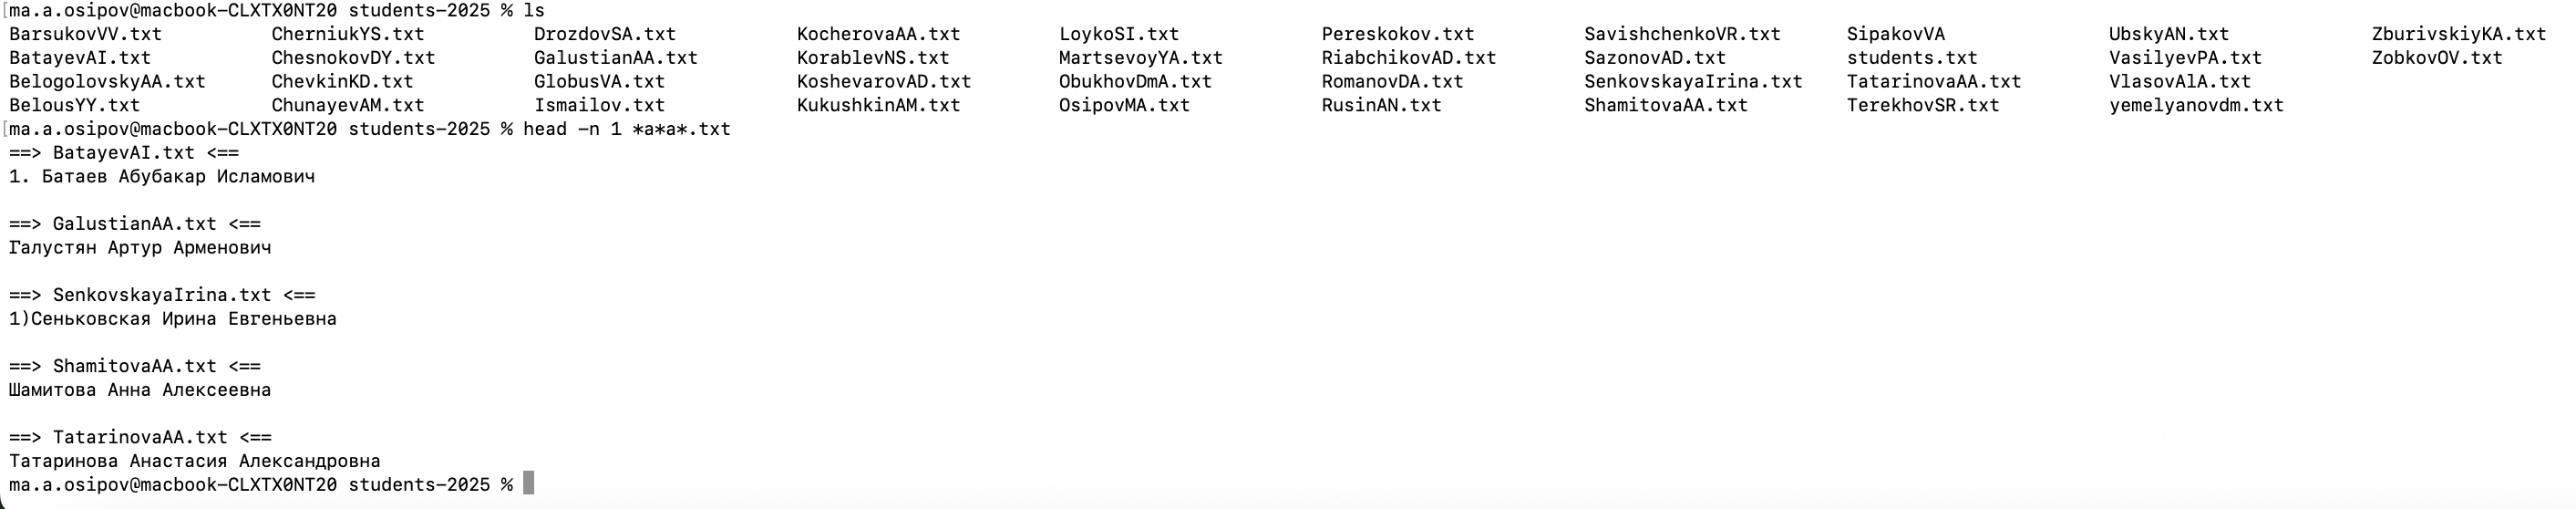 [ma.a.osipov@macbook-CLXTX0NT20 students-2025 % ls
BarsukovVV.txt CherniukYS.txt DrozdovSA.txt KocherovaAA.txt LoykoSI.txt Pereskokov.txt SavishchenkoVR.txt SipakovVA UbskyAN.txt ZburivskiyKA.txt
BatayevAI.txt ChesnokovDY.txt GalustianAA.txt KorablevNS.txt MartsevoyYA.txt RiabchikovAD.txt SazonovAD.txt students.txt VasilyevPA.txt ZobkovOV.txt
BelogolovskyAA.txt ChevkinKD.txt GlobusVA.txt KoshevarovAD.txt ObukhovDmA.txt RomanovDA.txt SenkovskayaIrina.txt TatarinovaAA.txt VlasovAlA.txt
BelousYY.txt ChunayevAM.txt Ismailov.txt KukushkinAM.txt OsipovMA.txt RusinAN.txt ShamitovaAA.txt TerekhovSR.txt yemelyanovdm.txt
[ma.a.osipov@macbook-CLXTX0NT20 students-2025 % head -n 1 *a*a*.txt
==> BatayevAI.txt <==
1. Батаев Абубакар Исламович
==> GalustianAA.txt <==
Галустян Артур Арменович
==> SenkovskayaIrina.txt <==
1)Сеньковская Ирина Евгеньевна
==> ShamitovaAA.txt <==
Шамитова Анна Алексеевна
==> TatarinovaAA.txt <==
Татаринова Анастасия Александровна
ma.a.osipov@macbook-CLXTX0NT20 students-2025 %